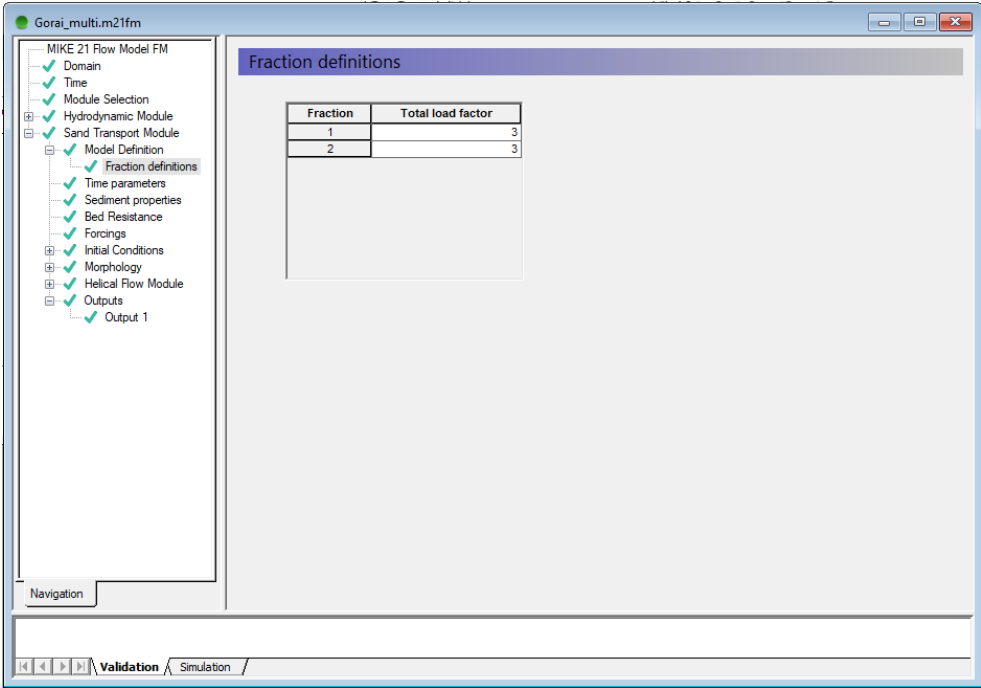 Gorai_multi.m21fm
MIKE 21 Flow Model FM
Domain
Time
Module Selection
Hydrodynamic Module
Sand Transport Module
Model Definition
Fraction definitions
Time parameters
Sediment properties
Bed Resistance
Forcings
Initial Conditions
Morphology
Helical Flow Module
Outputs
Output 1
Navigation
Fraction definitions
Fraction Total load factor
1 3
2 3
Validation Simulation